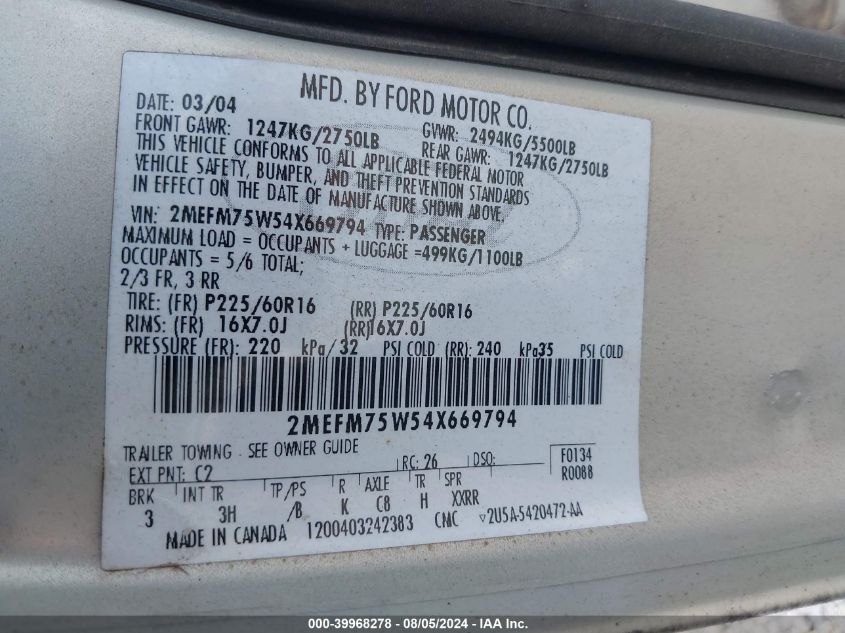 MFD. BY FORD MOTOR CO.
DATE: 03/04
GVWR: 2494KG/5500LB
FRONT GAWR: 1247KG/2750LB
REAR GAWR: 1247KG/2750LB
THIS VEHICLE CONFORMS TO ALL APPLICABLE FEDERAL MOTOR
VEHICLE SAFETY, BUMPER, AND THEFT PREVENTION STANDARDS
IN EFFECT ON THE DATE OF MANUFACTURE SHOWN ABOVE.
VIN: 2MEFM75W54X669794 TYPE: PASSENGER
MAXIMUM LOAD = OCCUPANTS + LUGGAGE =499KG/1100LB
OCCUPANTS = 5/6 TOTAL;
2/3 FR, 3 RR
TIRE: (FR) P225/60R16 (RR) P225/60R16
RIMS: (FR) 16X7.0J (RR)16X7.0J
PRESSURE (FR): 220 kPa/32 PSI COLD (RR): 240 kPa35 PSI COLD
2MEFM75W54X669794
TRAILER TOWING - SEE OWNER GUIDE
EXT PNT: C2 RC: 26 DSO: F0134
R0088
BRK INT TR TP/PS R AXLE TR SPR
3 3H /B K C8 H XXRR
MADE IN CANADA 1200403242383 CMC ▽2U5A-5420472-AA
000-39968278 - 08/05/2024 - IAA Inc.